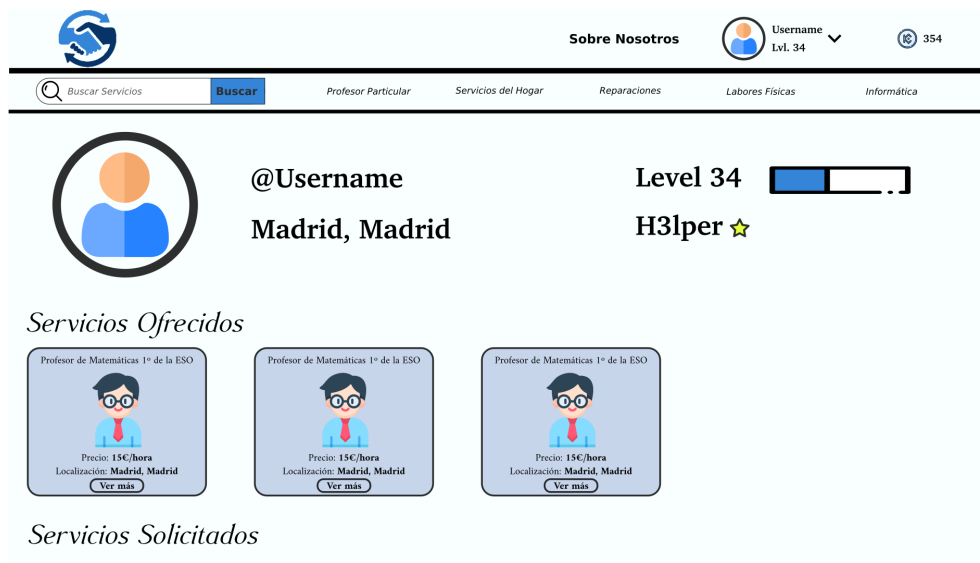 Sobre Nosotros
Username
Lvl. 34
354
Buscar Servicios
Buscar
Profesor Particular
Servicios del Hogar
Reparaciones
Labores Físicas
Informática
@Username
Madrid, Madrid
Level 34
H3lper
Servicios Ofrecidos
Profesor de Matemáticas 1º de la ESO
Precio: 15€/hora
Localización: Madrid, Madrid
Ver más
Profesor de Matemáticas 1º de la ESO
Precio: 15€/hora
Localización: Madrid, Madrid
Ver más
Profesor de Matemáticas 1º de la ESO
Precio: 15€/hora
Localización: Madrid, Madrid
Ver más
Servicios Solicitados